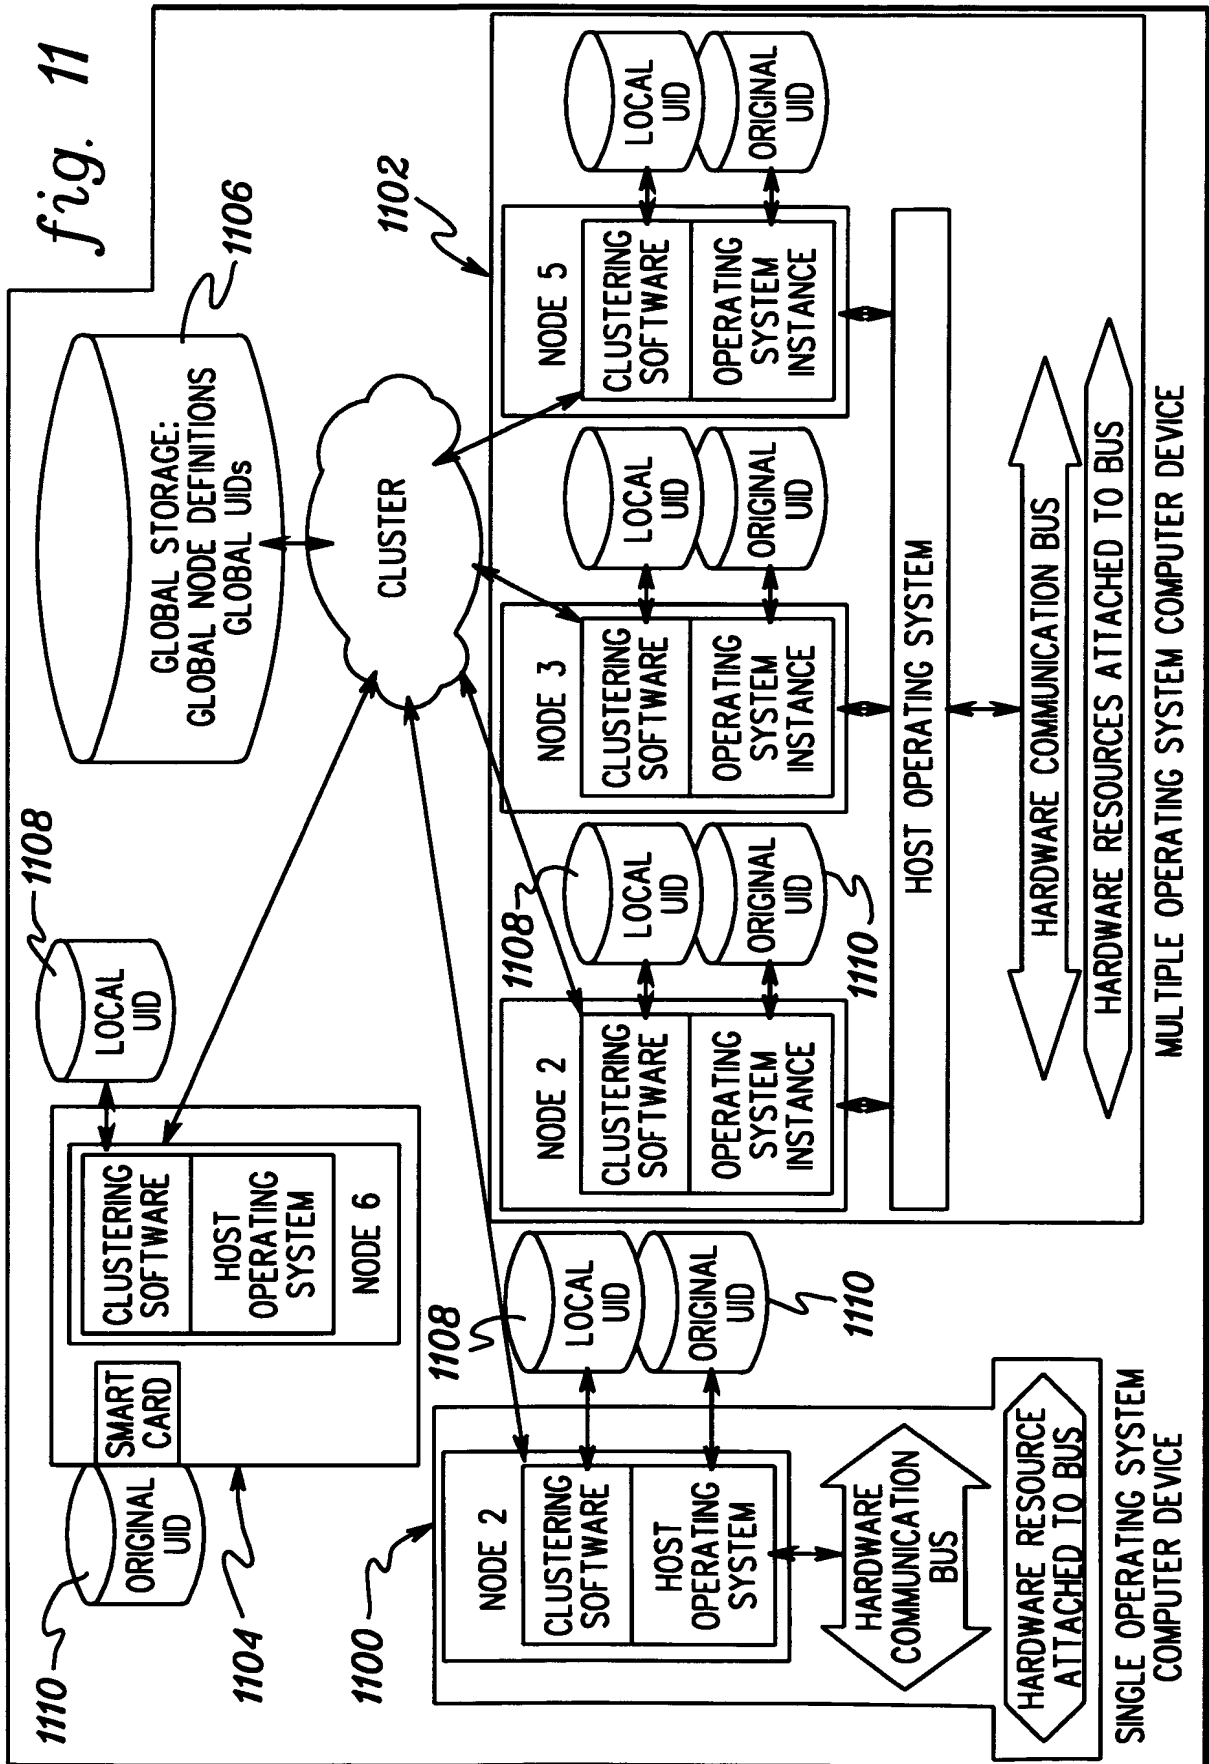 fig. 11
1110
ORIGINAL
UID
SMART
CARD
1104
CLUSTERING
SOFTWARE
HOST
OPERATING
SYSTEM
NODE 6
LOCAL
UID
1108
GLOBAL STORAGE:
GLOBAL NODE DEFINITIONS
GLOBAL UIDs
1106
CLUSTER
1100
NODE 2
CLUSTERING
SOFTWARE
HOST
OPERATING
SYSTEM
1108
LOCAL
UID
ORIGINAL
UID
1110
HARDWARE
COMMUNICATION
BUS
HARDWARE RESOURCE
ATTACHED TO BUS
SINGLE OPERATING SYSTEM
COMPUTER DEVICE
1102
NODE 2
CLUSTERING
SOFTWARE
OPERATING
SYSTEM
INSTANCE
1108
LOCAL
UID
ORIGINAL
UID
1110
NODE 3
CLUSTERING
SOFTWARE
OPERATING
SYSTEM
INSTANCE
LOCAL
UID
ORIGINAL
UID
NODE 5
CLUSTERING
SOFTWARE
OPERATING
SYSTEM
INSTANCE
LOCAL
UID
ORIGINAL
UID
HOST OPERATING SYSTEM
HARDWARE COMMUNICATION BUS
HARDWARE RESOURCES ATTACHED TO BUS
MULTIPLE OPERATING SYSTEM COMPUTER DEVICE